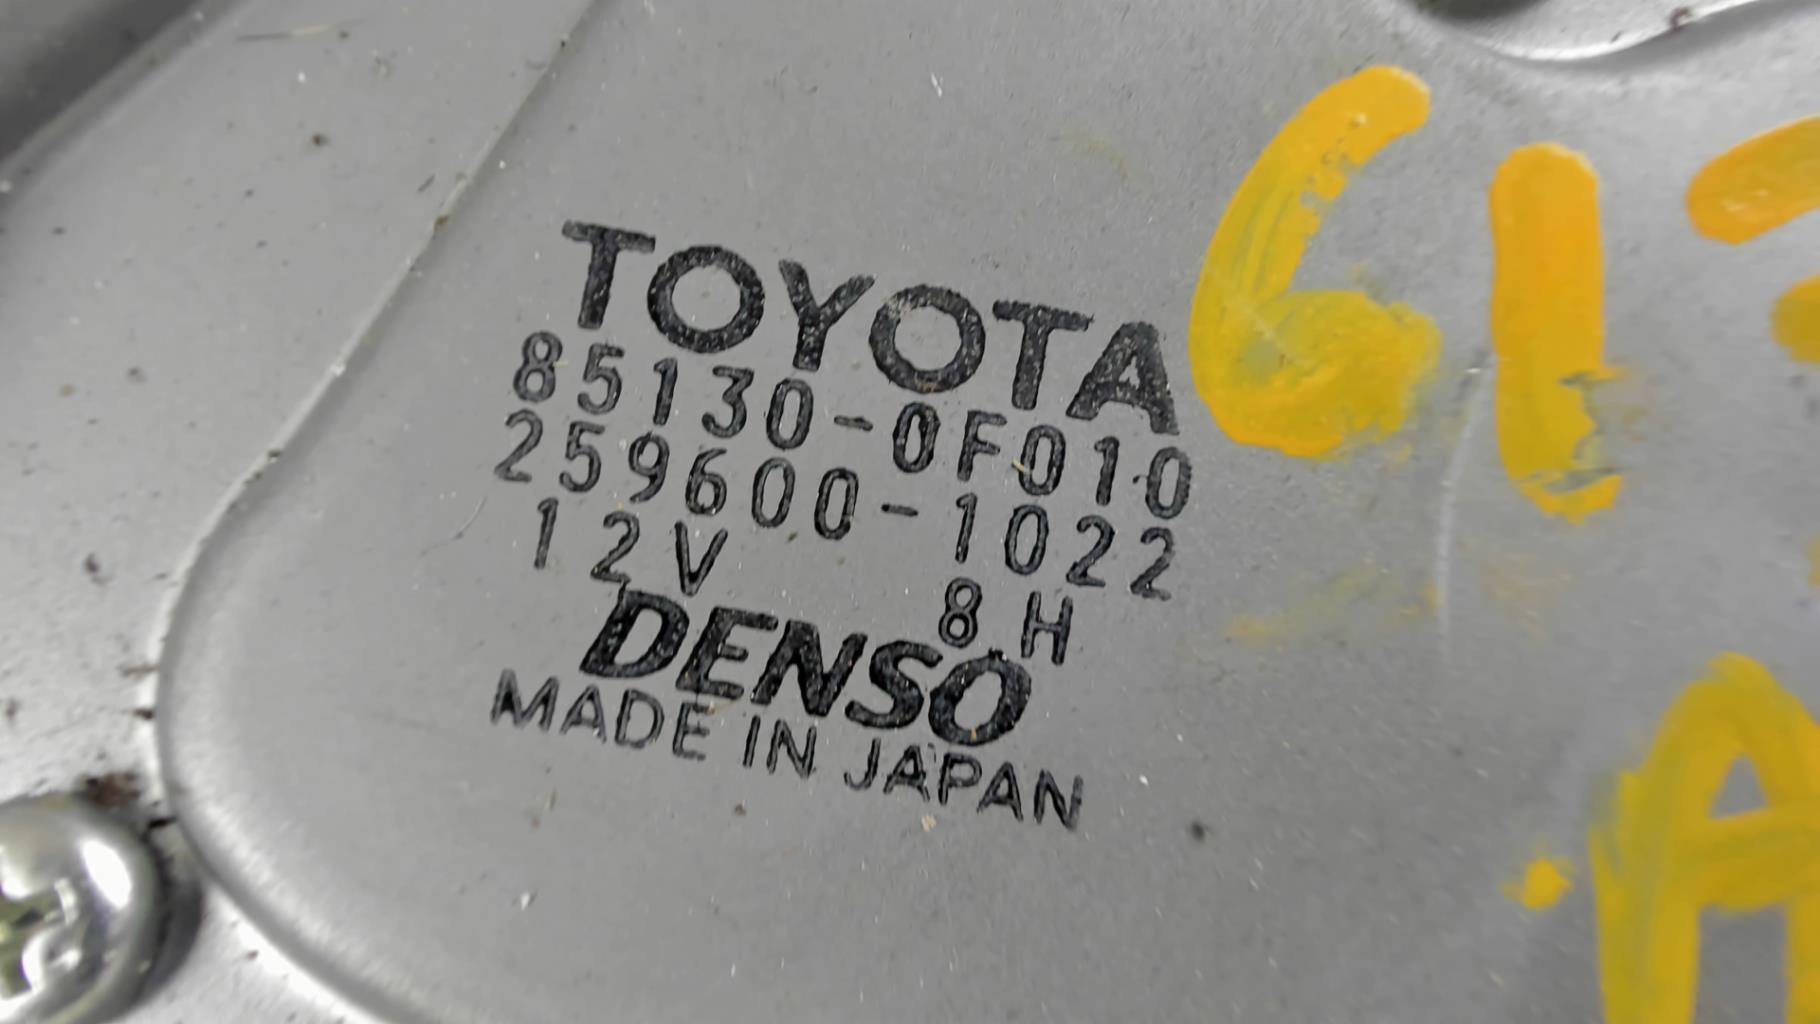 TOYOTA
85130-0F010
259600-1022
12V 8H
DENSO
MADE IN JAPAN
A